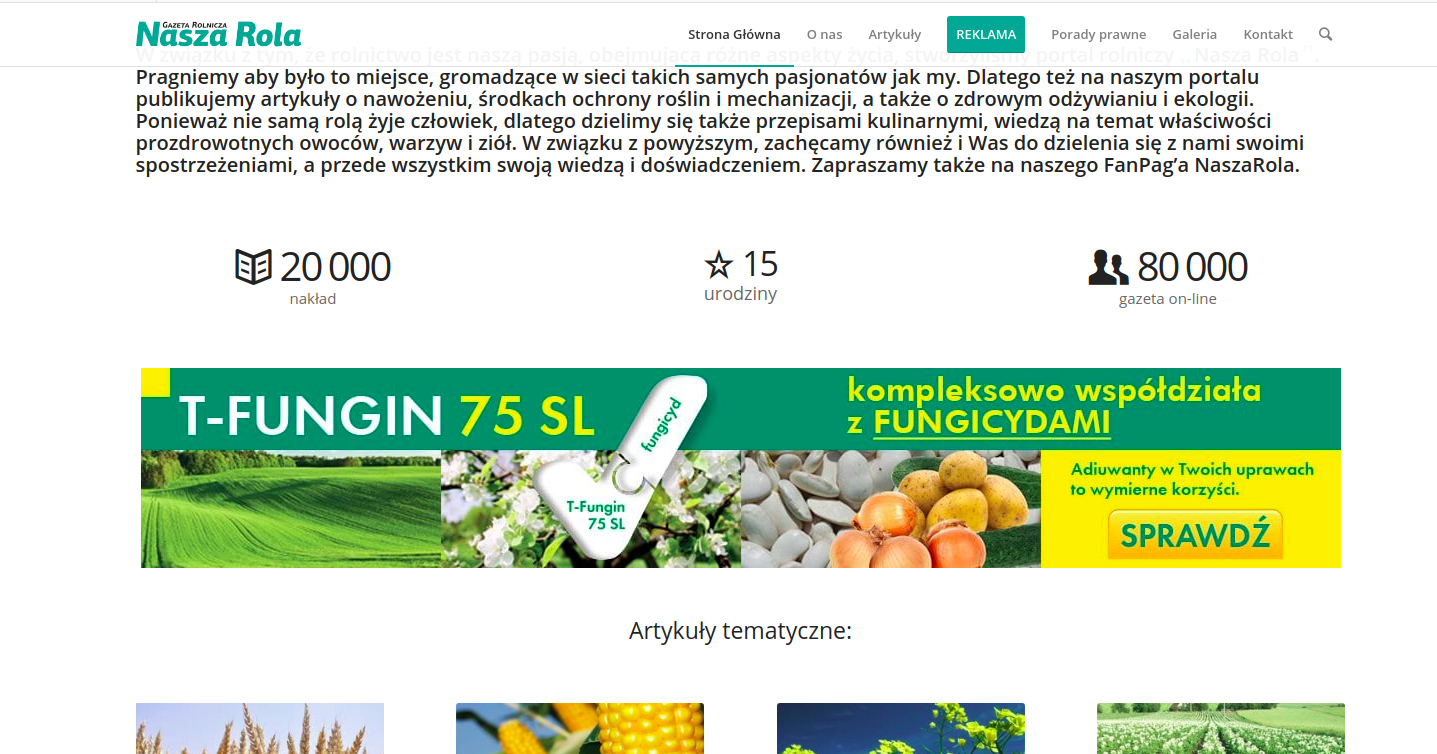 GAZETA ROLNICZA
Nasza Rola
Strona Główna
O nas
Artykuły
REKLAMA
Porady prawne
Galeria
Kontakt
W związku z tym, że rolnictwo jest naszą pasją, obejmującą różne aspekty życia, stworzyliśmy portal rolniczy ,, Nasza Rola’’.
Pragniemy aby było to miejsce, gromadzące w sieci takich samych pasjonatów jak my. Dlatego też na naszym portalu
publikujemy artykuły o nawożeniu, środkach ochrony roślin i mechanizacji, a także o zdrowym odżywianiu i ekologii.
Ponieważ nie samą rolą żyje człowiek, dlatego dzielimy się także przepisami kulinarnymi, wiedzą na temat właściwości
prozdrowotnych owoców, warzyw i ziół. W związku z powyższym, zachęcamy również i Was do dzielenia się z nami swoimi
spostrzeżeniami, a przede wszystkim swoją wiedzą i doświadczeniem. Zapraszamy także na naszego FanPag’a NaszaRola.
20 000
nakład
15
urodziny
80 000
gazeta on-line
T-FUNGIN 75 SL
fungicyd
T-Fungin
75 SL
kompleksowo współdziała
z FUNGICYDAMI
Adiuwanty w Twoich uprawach
to wymierne korzyści.
SPRAWDŹ
Artykuły tematyczne: